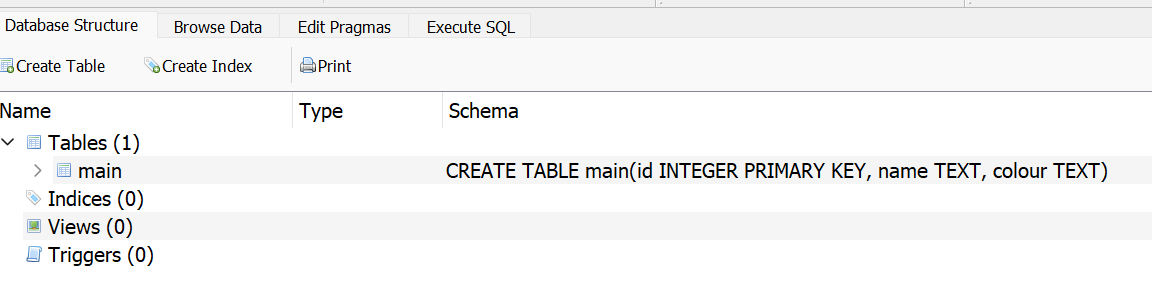 Database Structure Browse Data Edit Pragmas Execute SQL
Create Table Create Index Print
Name Type Schema
Tables (1)
main CREATE TABLE main(id INTEGER PRIMARY KEY, name TEXT, colour TEXT)
Indices (0)
Views (0)
Triggers (0)